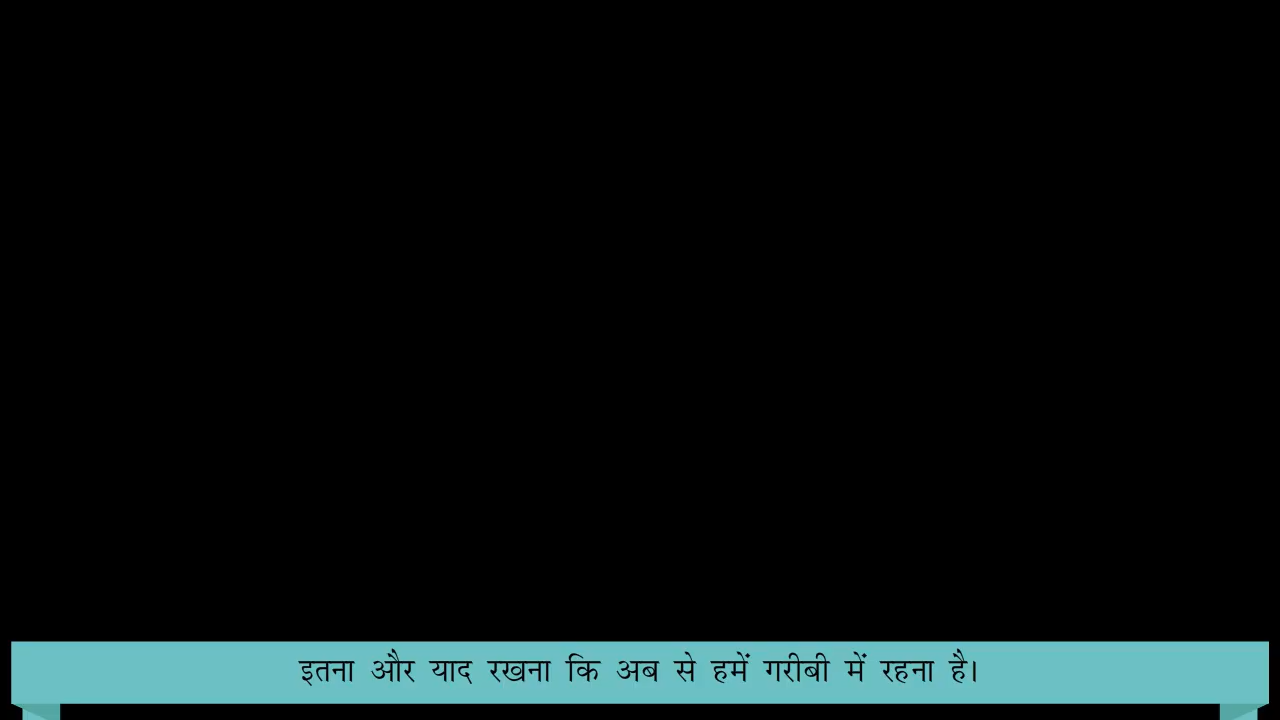 इतना और याद रखना कि अब से हमें गरीबी में रहना है।